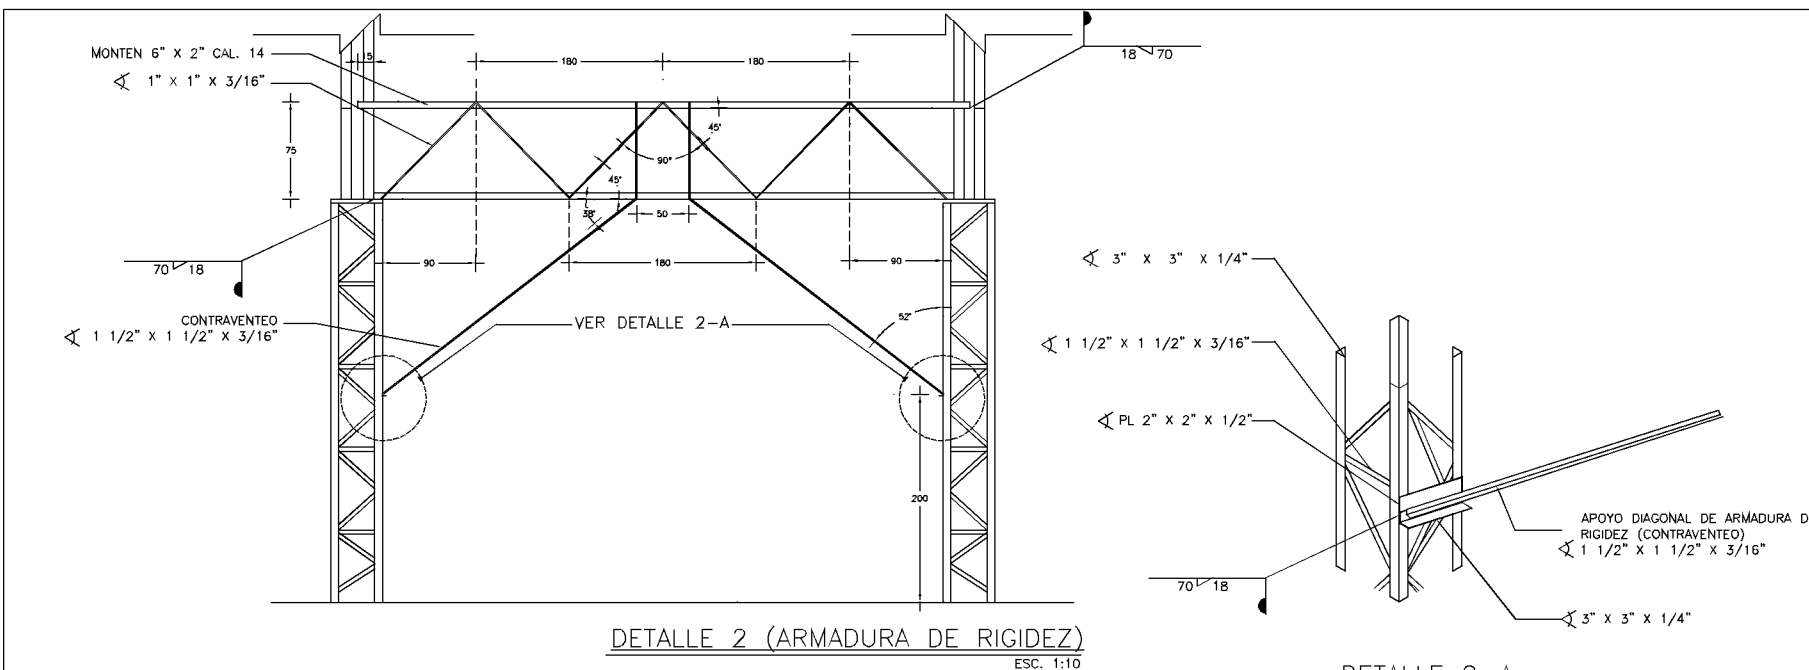 MONTEN 6" X 2" CAL. 14
1" X 1" X 3/16"
15
180
180
18 70
75
45°
90°
45°
38°
50
90
180
90
70 18
CONTRAVENTEO
1 1/2" X 1 1/2" X 3/16"
VER DETALLE 2-A
52°
200
DETALLE 2 (ARMADURA DE RIGIDEZ)
ESC. 1:10
3" X 3" X 1/4"
1 1/2" X 1 1/2" X 3/16"
PL 2" X 2" X 1/2"
APOYO DIAGONAL DE ARMADURA D
RIGIDEZ (CONTRAVENTEO)
1 1/2" X 1 1/2" X 3/16"
70 18
3" X 3" X 1/4"